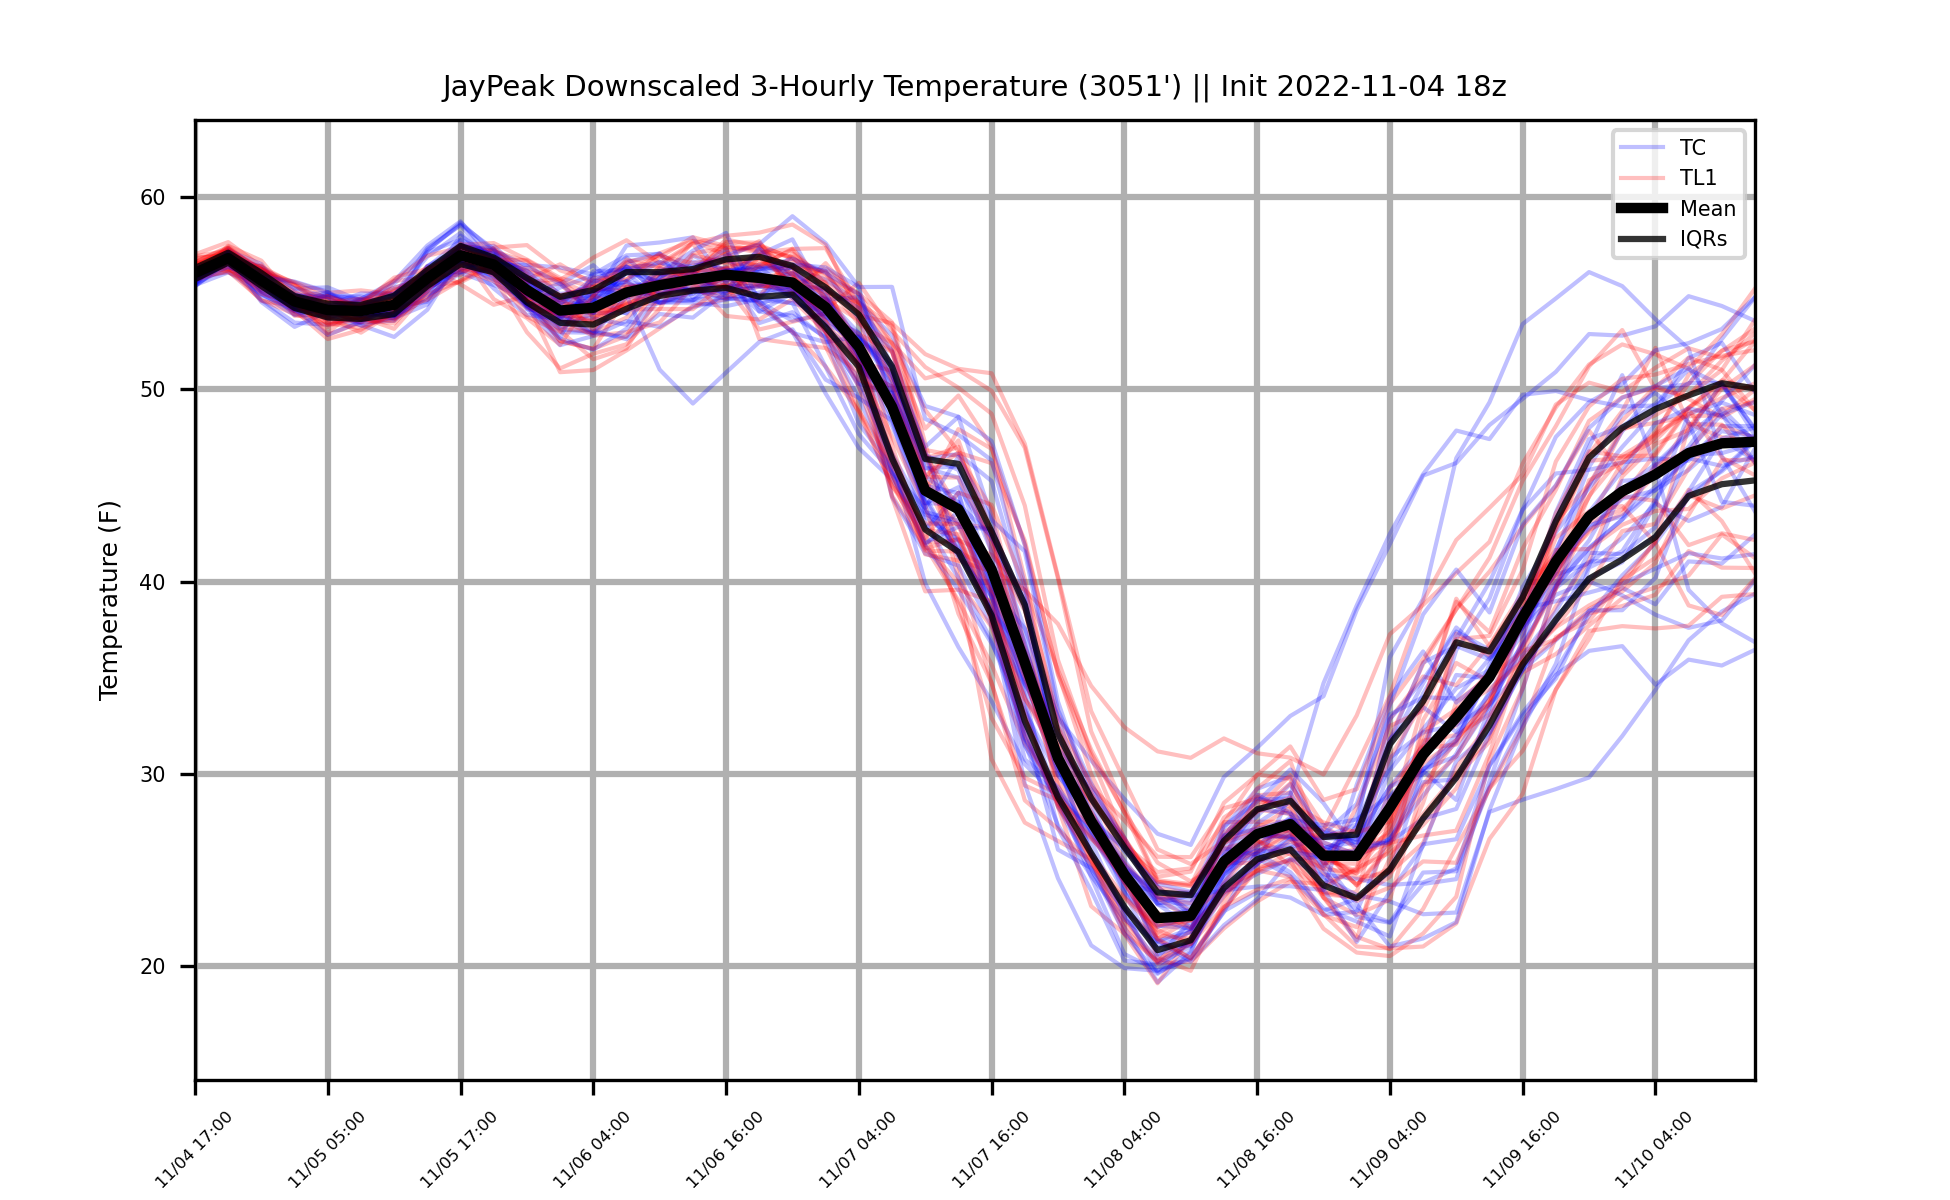 JayPeak Downscaled 3-Hourly Temperature (3051') || Init 2022-11-04 18z
TC
TL1
Mean
IQRs
Temperature (F)
60
50
40
30
20
11/04 17:00
11/05 05:00
11/05 17:00
11/06 04:00
11/06 16:00
11/07 04:00
11/07 16:00
11/08 04:00
11/08 16:00
11/09 04:00
11/09 16:00
11/10 04:00